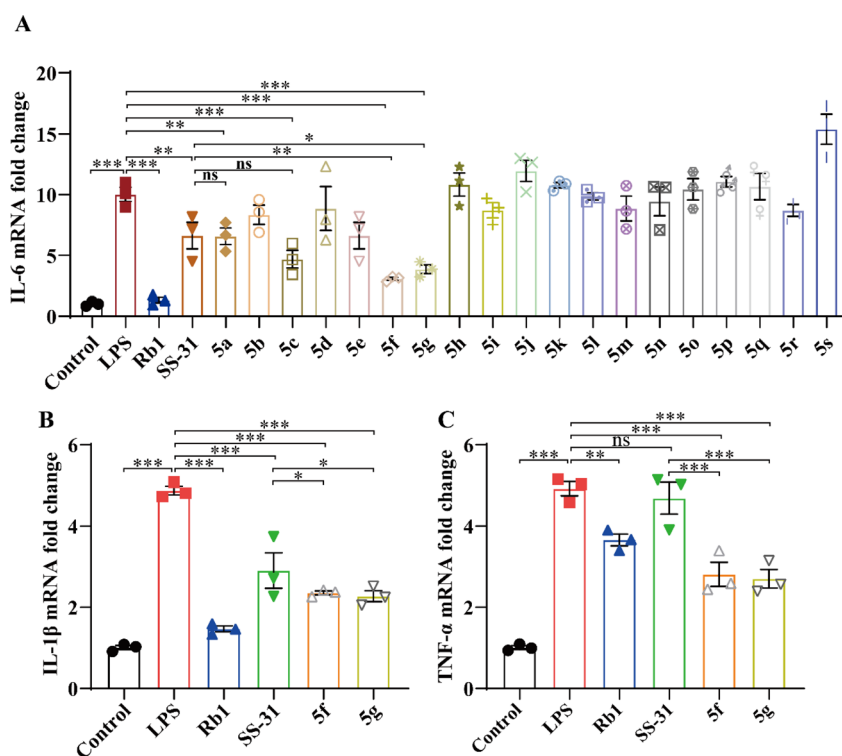 A
IL-6 mRNA fold change
20
15
10
5
0
***
***
***
**
*
**
**
ns
***
***
ns
Control
LPS
Rb1
SS-31
5a
5b
5c
5d
5e
5f
5g
5h
5i
5j
5k
5l
5m
5n
5o
5p
5q
5r
5s
B
IL-1β mRNA fold change
6
4
2
0
***
***
***
***
***
*
*
Control
LPS
Rb1
SS-31
5f
5g
C
TNF-α mRNA fold change
6
4
2
0
***
***
ns
***
**
***
***
Control
LPS
Rb1
SS-31
5f
5g